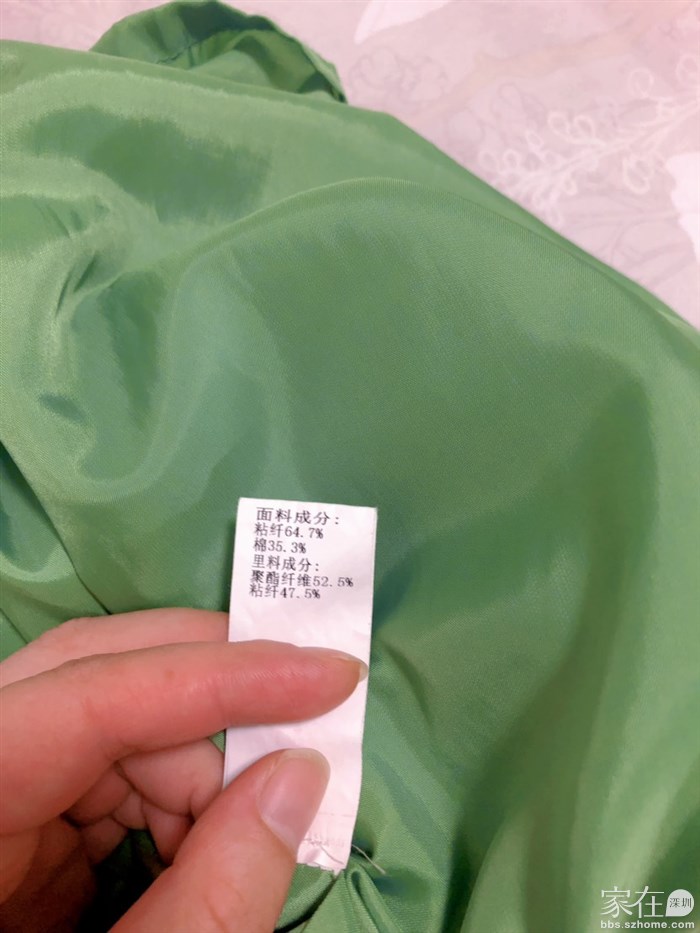 面料成分:
粘纤64.7%
棉35.3%
里料成分:
聚酯纤维52.5%
粘纤47.5%
家在深圳
bbs.szhome.com